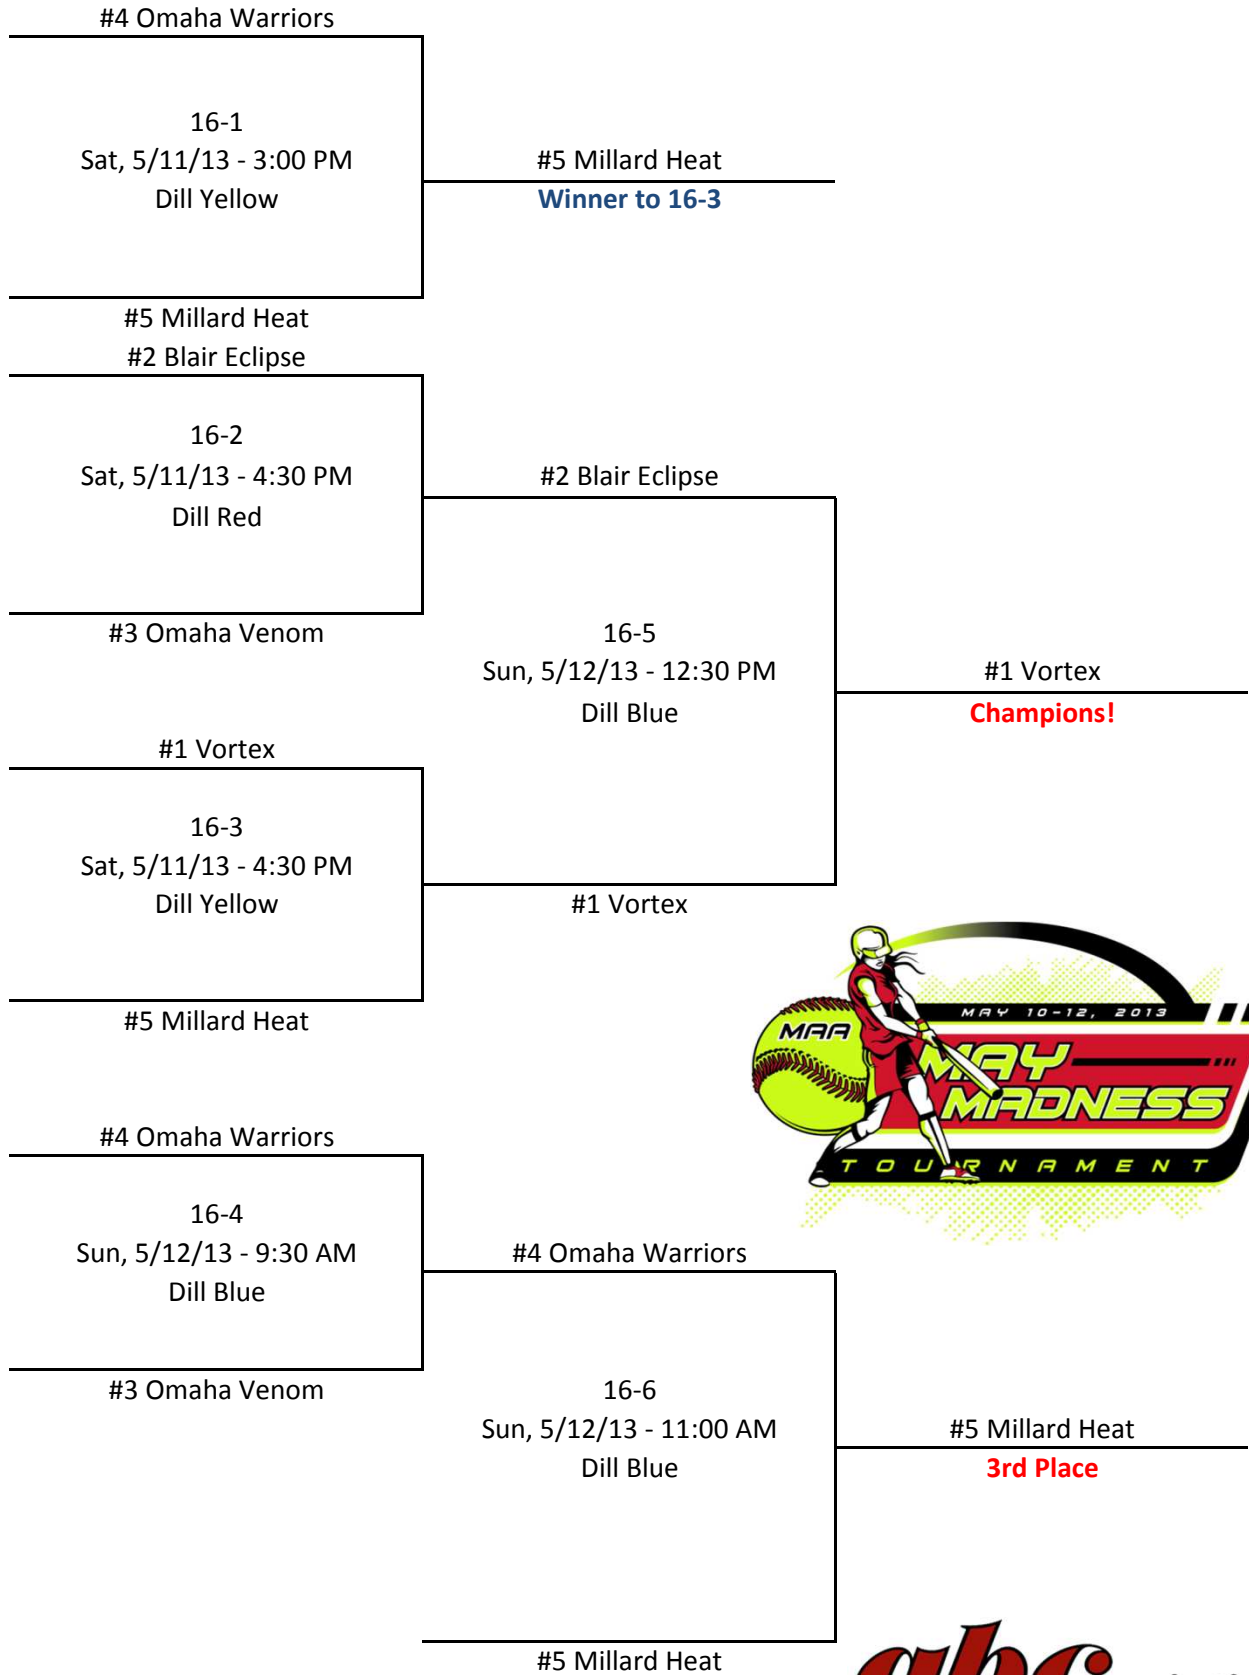 #4 Omaha Warriors
16-1
Sat, 5/11/13 - 3:00 PM
Dill Yellow
#5 Millard Heat
Winner to 16-3
#5 Millard Heat
#2 Blair Eclipse
16-2
Sat, 5/11/13 - 4:30 PM
Dill Red
#2 Blair Eclipse
#3 Omaha Venom
16-5
Sun, 5/12/13 - 12:30 PM
Dill Blue
#1 Vortex
Champions!
#1 Vortex
16-3
Sat, 5/11/13 - 4:30 PM
Dill Yellow
#1 Vortex
#5 Millard Heat
MAY 10-12, 2013
MAA
MAY
MADNESS
TOURNAMENT
#4 Omaha Warriors
16-4
Sun, 5/12/13 - 9:30 AM
Dill Blue
#4 Omaha Warriors
#3 Omaha Venom
16-6
Sun, 5/12/13 - 11:00 AM
Dill Blue
#5 Millard Heat
3rd Place
#5 Millard Heat
abc